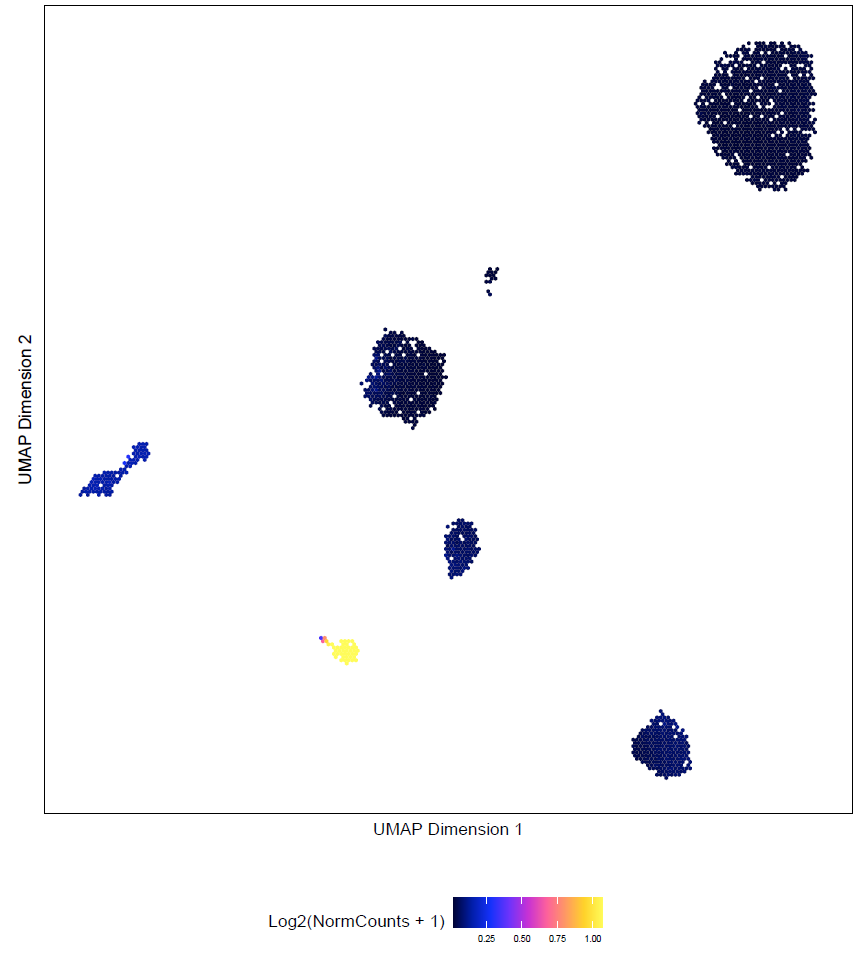 UMAP Dimension 2
UMAP Dimension 1
Log2(NormCounts + 1)
0.25 0.50 0.75 1.00